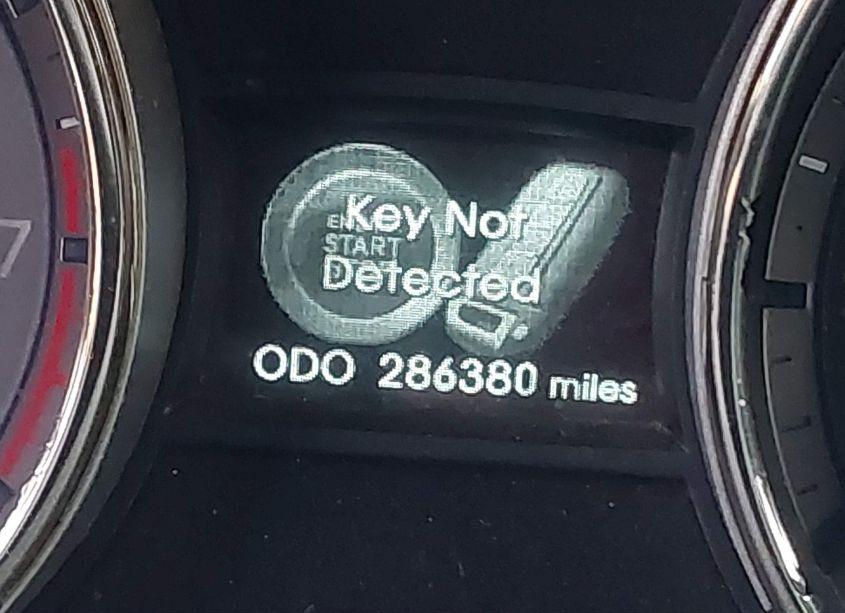 Key Not
START
Detected
ODO 286380 miles